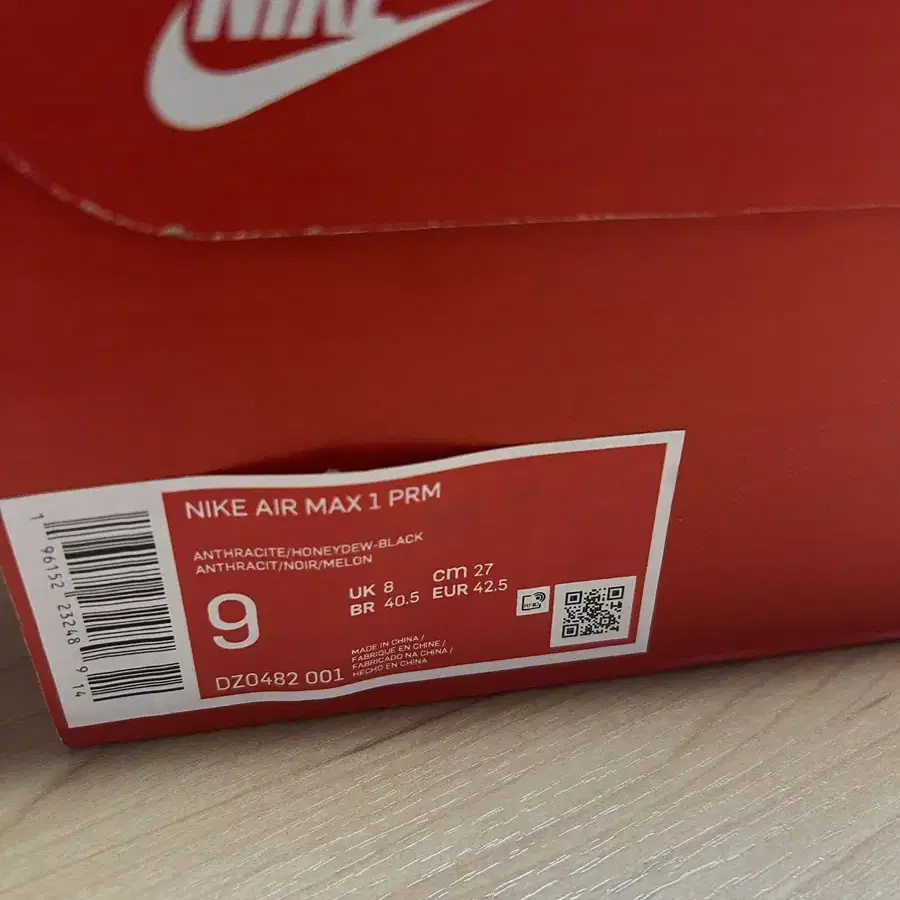 NIKE
NIKE AIR MAX 1 PRM
ANTHRACITE/HONEYDEW-BLACK
ANTHRACIT/NOIR/MELON
9
UK 8
BR 40.5
cm 27
EUR 42.5
RFID
DZ0482 001
MADE IN CHINA /
FABRIQUE EN CHINE /
FABRICADO NA CHINA /
HECHO EN CHINA
1 96152 23248 9 14